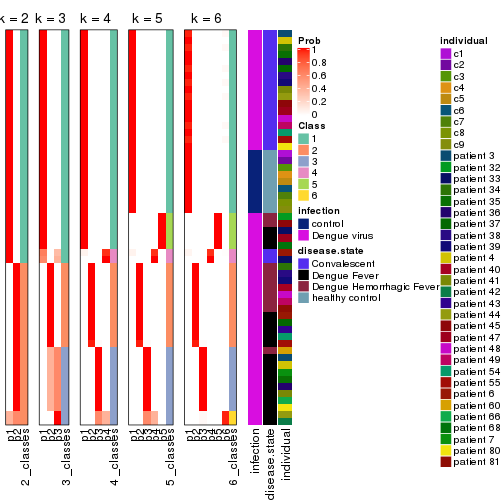 k = 2
k = 3
k = 4
k = 5
k = 6
p1
p2
2_classes
p1
p2
p3
3_classes
p1
p2
p3
p4
4_classes
p1
p2
p3
p4
p5
5_classes
p1
p2
p3
p4
p5
p6
6_classes
infection
disease.state
individual
Prob
1
0.8
0.6
0.4
0.2
0
Class
1
2
3
4
5
6
infection
control
Dengue virus
disease.state
Convalescent
Dengue Fever
Dengue Hemorrhagic Fever
healthy control
individual
c1
c2
c3
c4
c5
c6
c7
c8
c9
patient 3
patient 32
patient 33
patient 34
patient 35
patient 36
patient 37
patient 38
patient 39
patient 4
patient 40
patient 41
patient 42
patient 43
patient 44
patient 45
patient 47
patient 48
patient 49
patient 54
patient 55
patient 6
patient 60
patient 66
patient 68
patient 7
patient 80
patient 81